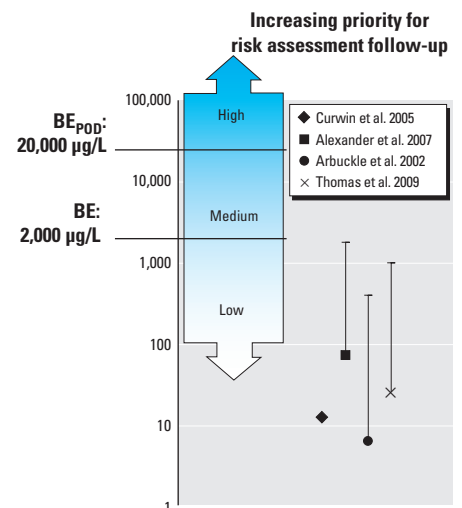 Increasing priority for
risk assessment follow-up
100,000
High
BEPOD:
20,000 µg/L
Curwin et al. 2005
Alexander et al. 2007
Arbuckle et al. 2002
Thomas et al. 2009
10,000
BE:
2,000 µg/L
Medium
1,000
Low
100
10
1